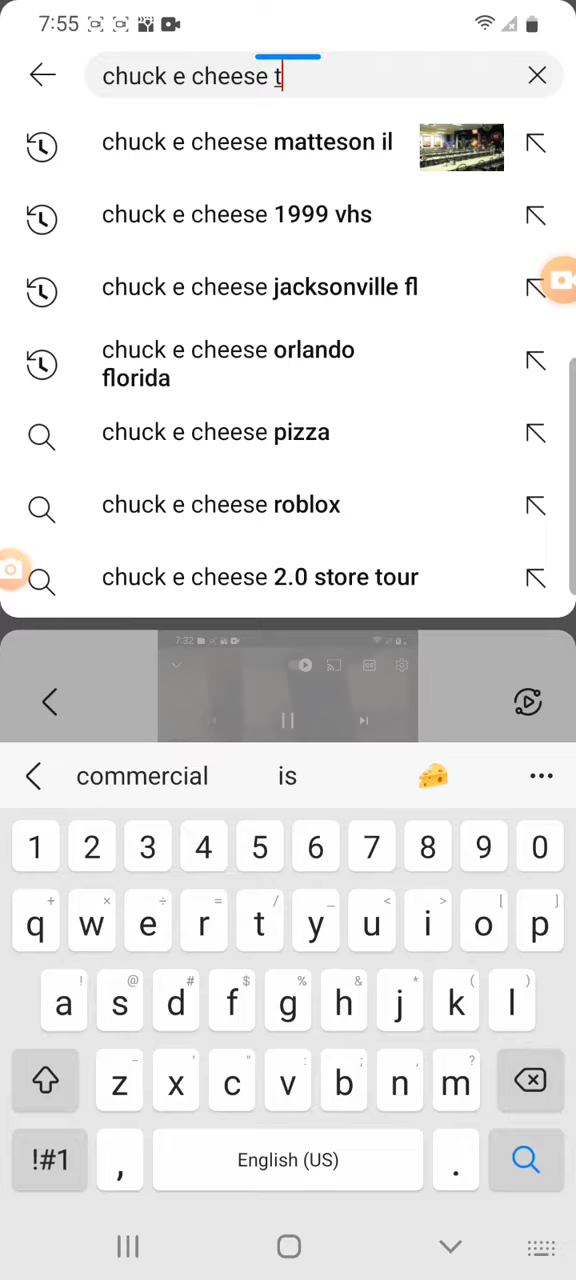 7:55
chuck e cheese t
chuck e cheese matteson il
chuck e cheese 1999 vhs
chuck e cheese jacksonville fl
chuck e cheese orlando
florida
chuck e cheese pizza
chuck e cheese roblox
chuck e cheese 2.0 store tour
7:32
commercial is
1 2 3 4 5 6 7 8 9 0
+ × ÷ = / _ < > [ ]
q w e r t y u i o p
! @ # $ % & * ( )
a s d f g h j k l
- ' " : ; , ?
z x c v b n m
!#1 , English (US) .